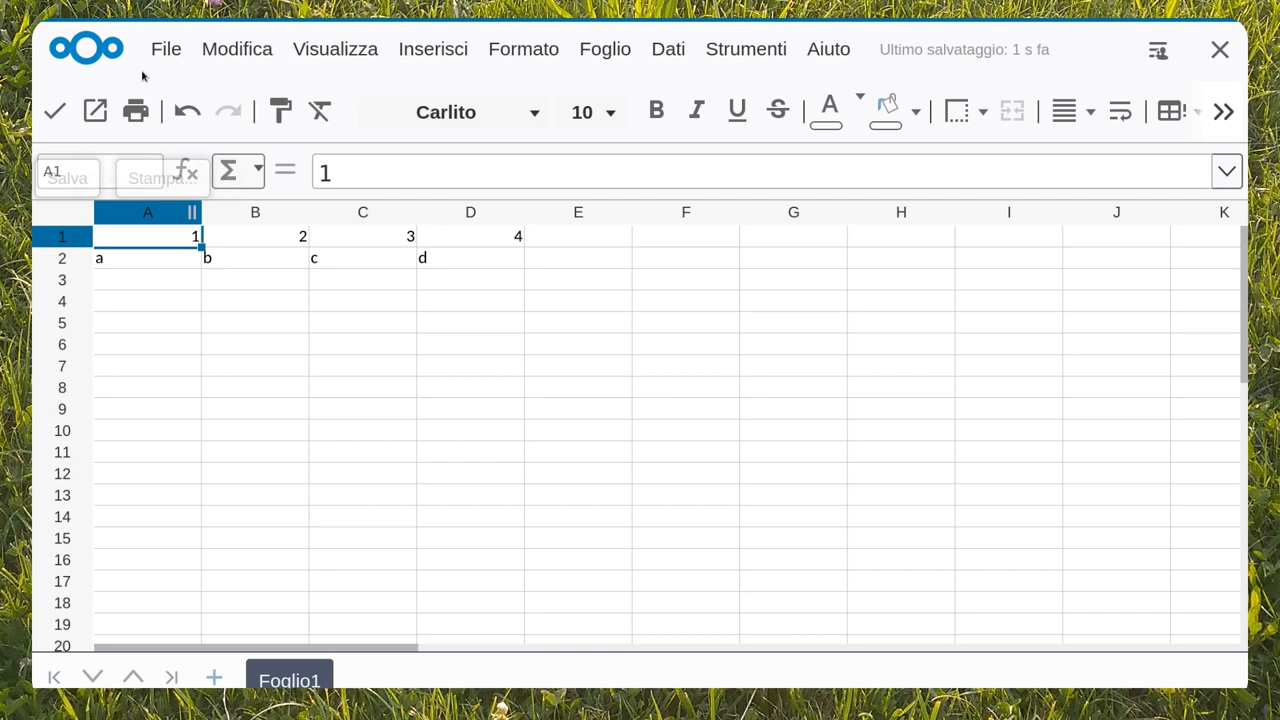 File Modifica Visualizza Inserisci Formato Foglio Dati Strumenti Aiuto Ultimo salvataggio: 1 s fa
Carlito 10 B I U S A
A1 Salva Stampa... fx Σ = 1
A B C D E F G H I J K
1 1 2 3 4
2 a b c d
3
4
5
6
7
8
9
10
11
12
13
14
15
16
17
18
19
20
Foglio1